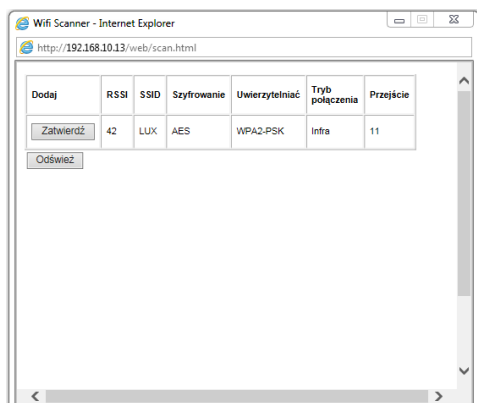 Wifi Scanner - Internet Explorer
http://192.168.10.13/web/scan.html
Dodaj RSSI SSID Szyfrowanie Uwierzytelniać Tryb połączenia Przejście
Zatwierdź 42 LUX AES WPA2-PSK Infra 11
Odśwież